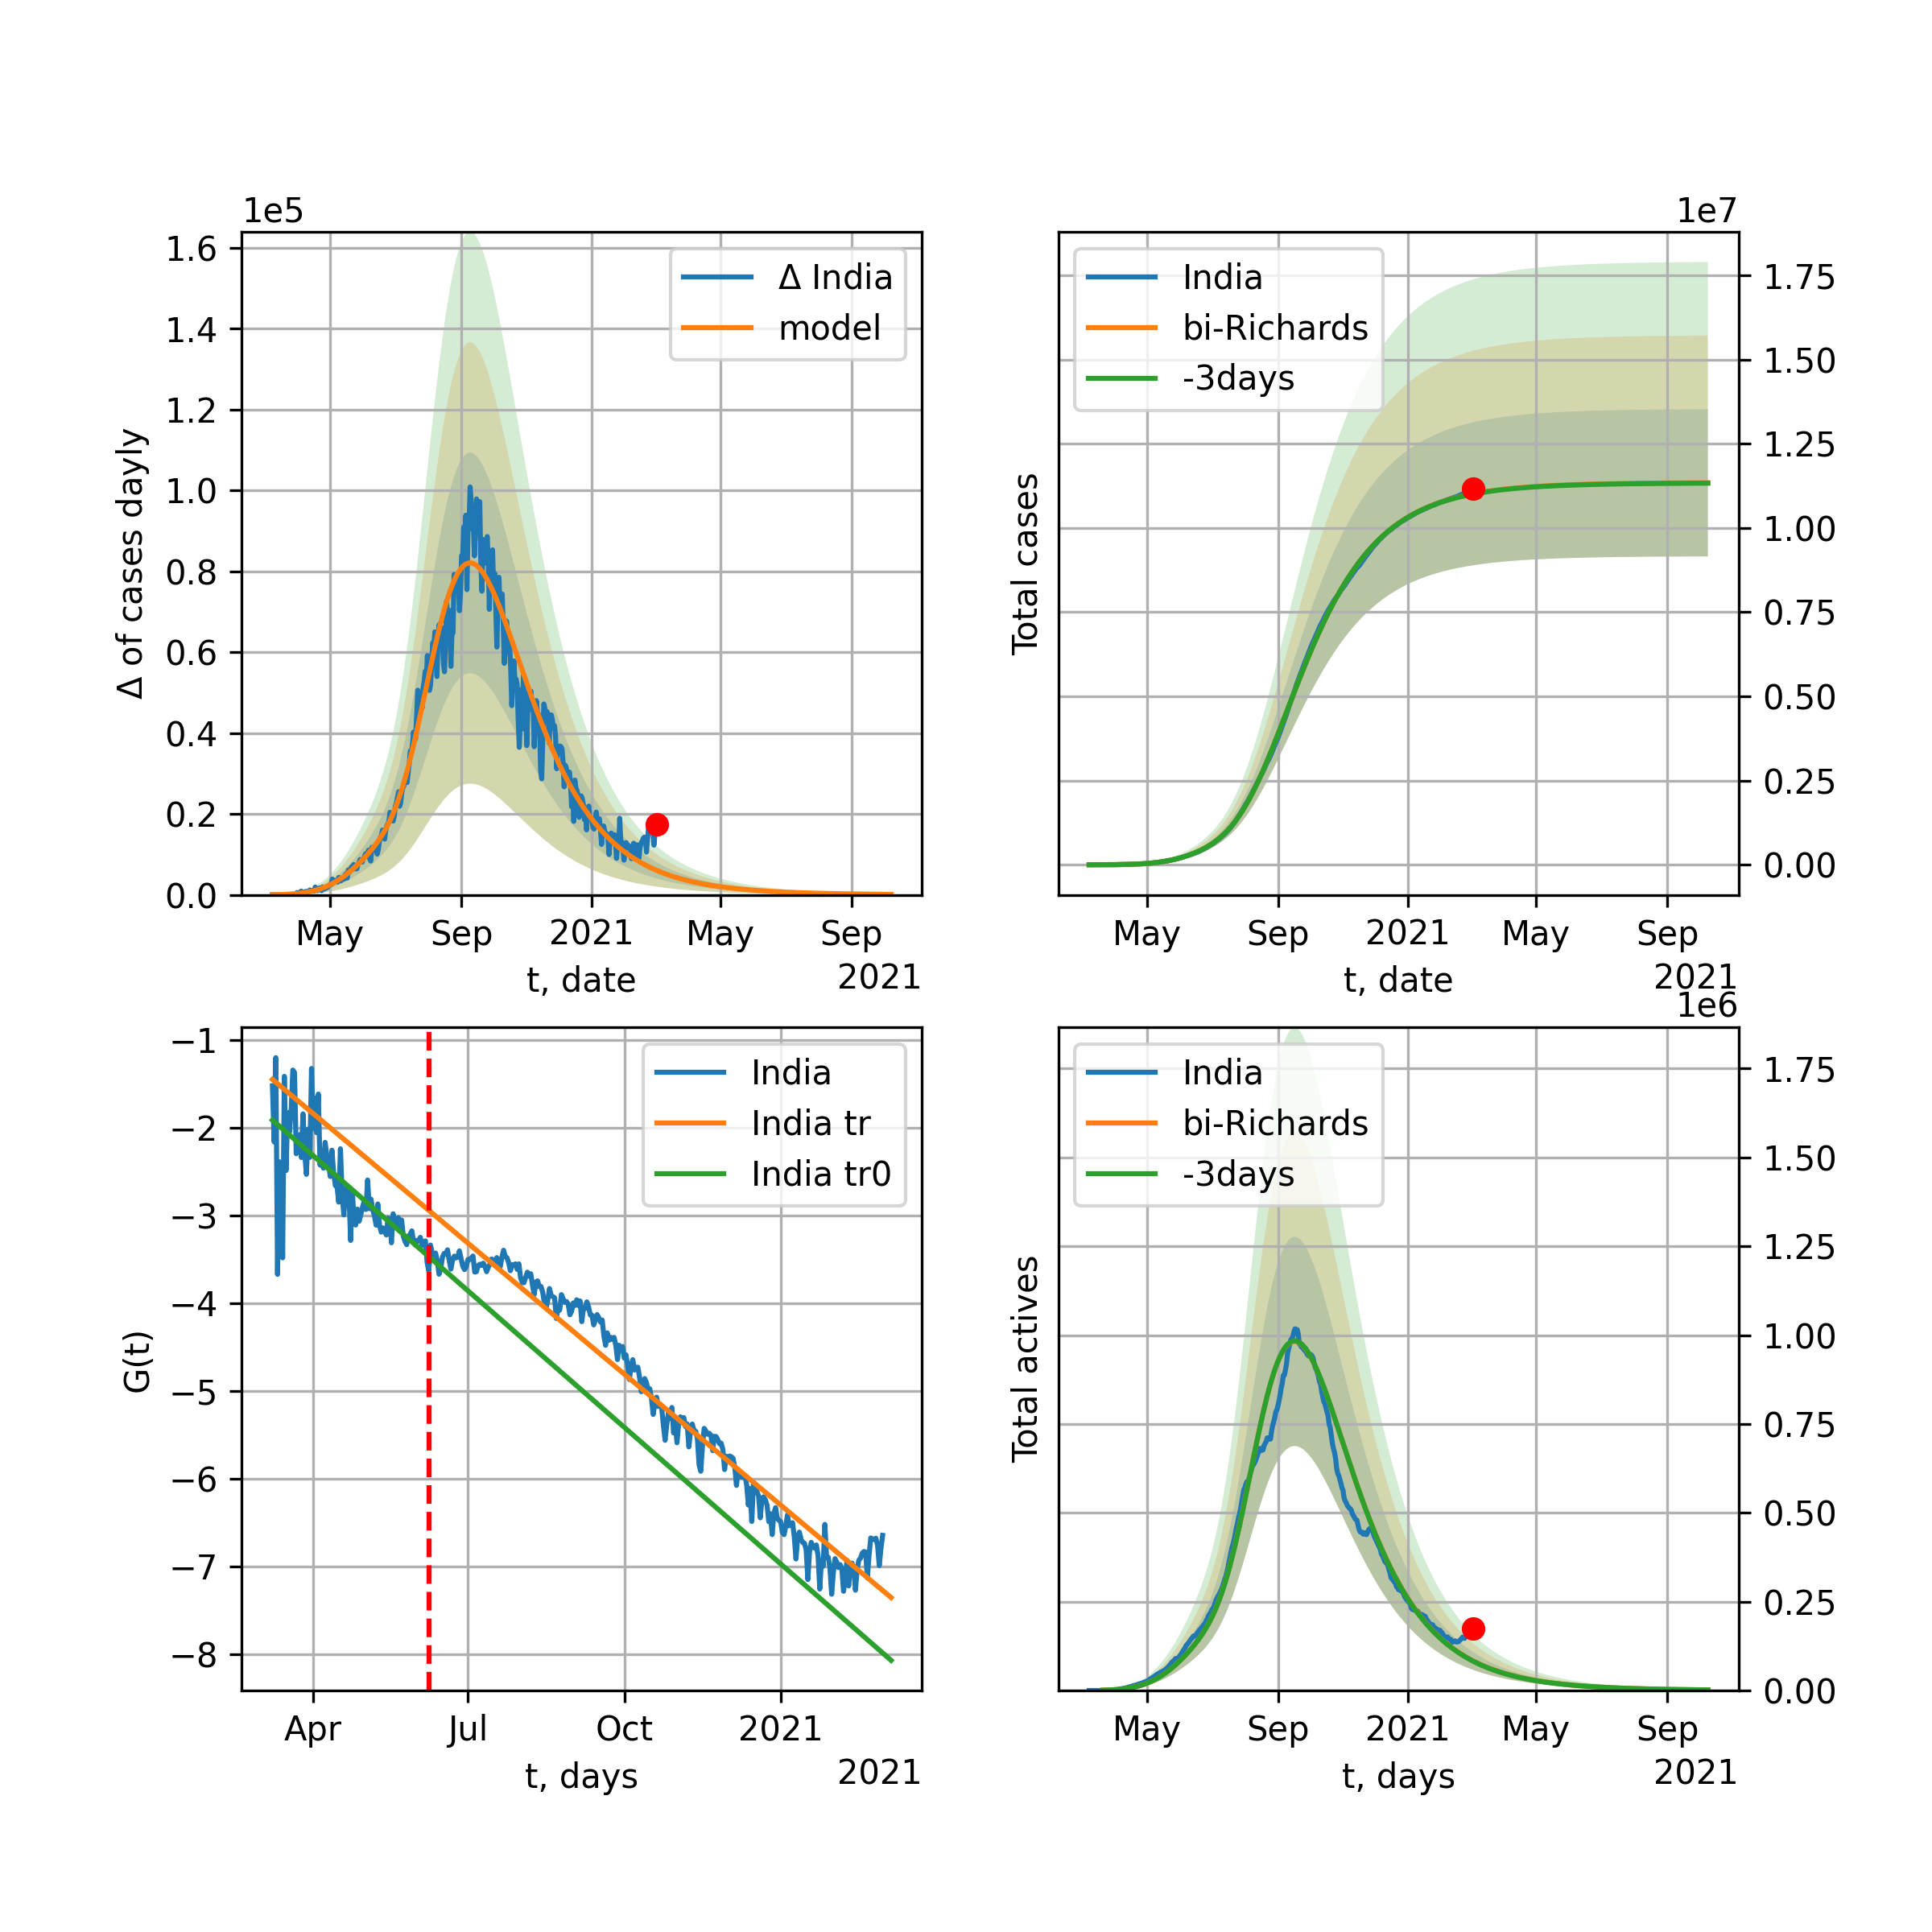 1e5
1.6
1.4
1.2
1.0
0.8
0.6
0.4
0.2
0.0
Δ of cases dayly
Δ India
model
May Sep 2021 May Sep
t, date 2021
1e7
India
bi-Richards
-3days
Total cases
1.75
1.50
1.25
1.00
0.75
0.50
0.25
0.00
May Sep 2021 May Sep
t, date 2021
−1
−2
−3
−4
−5
−6
−7
−8
G(t)
India
India tr
India tr0
Apr Jul Oct 2021
t, days 2021
1e6
India
bi-Richards
-3days
Total actives
1.75
1.50
1.25
1.00
0.75
0.50
0.25
0.00
May Sep 2021 May Sep
t, days 2021